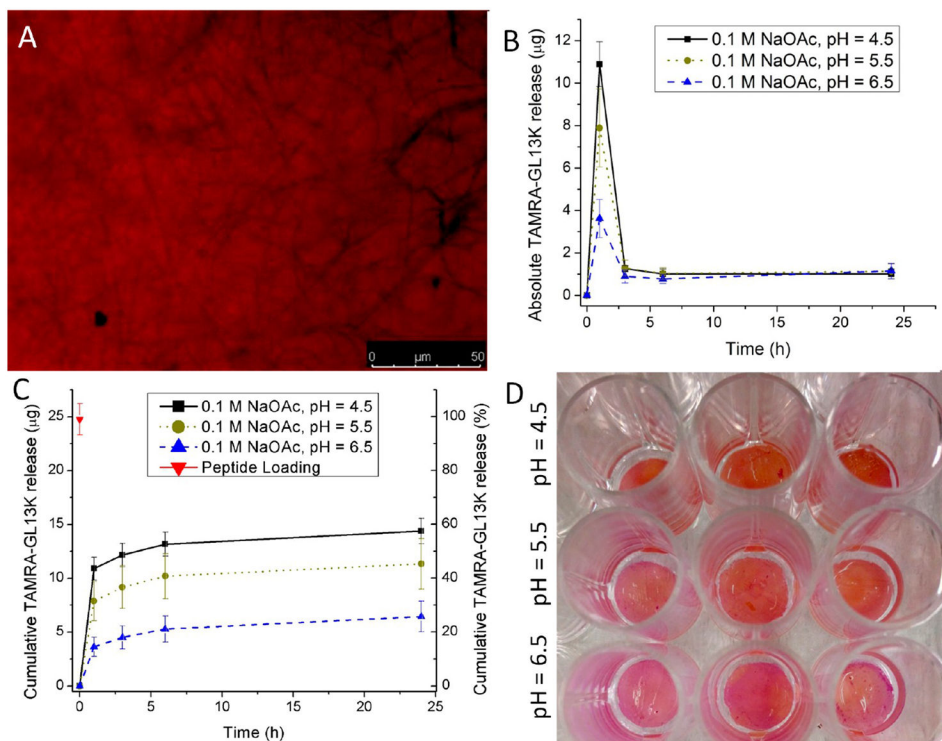 A
0 µm 50
B
Absolute TAMRA-GL13K release (µg)
12
10
8
6
4
2
0
0.1 M NaOAc, pH = 4.5
0.1 M NaOAc, pH = 5.5
0.1 M NaOAc, pH = 6.5
0 5 10 15 20 25
Time (h)
C
Cumulative TAMRA-GL13K release (µg)
25
20
15
10
5
0
0.1 M NaOAc, pH = 4.5
0.1 M NaOAc, pH = 5.5
0.1 M NaOAc, pH = 6.5
Peptide Loading
100
80
60
40
20
0
Cumulative TAMRA-GL13K release (%)
0 5 10 15 20 25
Time (h)
D
pH = 4.5
pH = 5.5
pH = 6.5